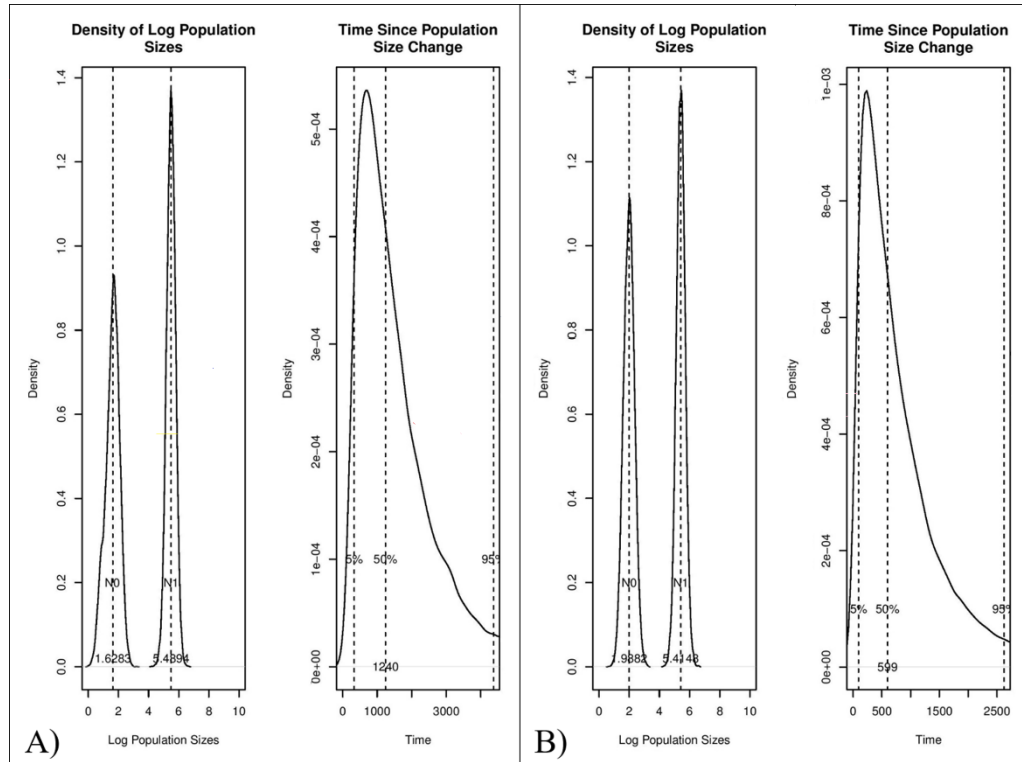 Density of Log Population
Sizes
Density
1.4
1.2
1.0
0.8
0.6
0.4
0.2
0.0
N0
N1
1.6283
5.4894
0 2 4 6 8 10
Log Population Sizes
A)
Time Since Population
Size Change
Density
5e−04
4e−04
3e−04
2e−04
1e−04
0e+00
5%
50%
95%
1240
0 1000 3000
Time
Density of Log Population
Sizes
Density
1.4
1.2
1.0
0.8
0.6
0.4
0.2
0.0
N0
N1
1.9882
5.4148
0 2 4 6 8 10
Log Population Sizes
B)
Time Since Population
Size Change
Density
1e−03
8e−04
6e−04
4e−04
2e−04
0e+00
5%
50%
95%
599
0 500 1500 2500
Time